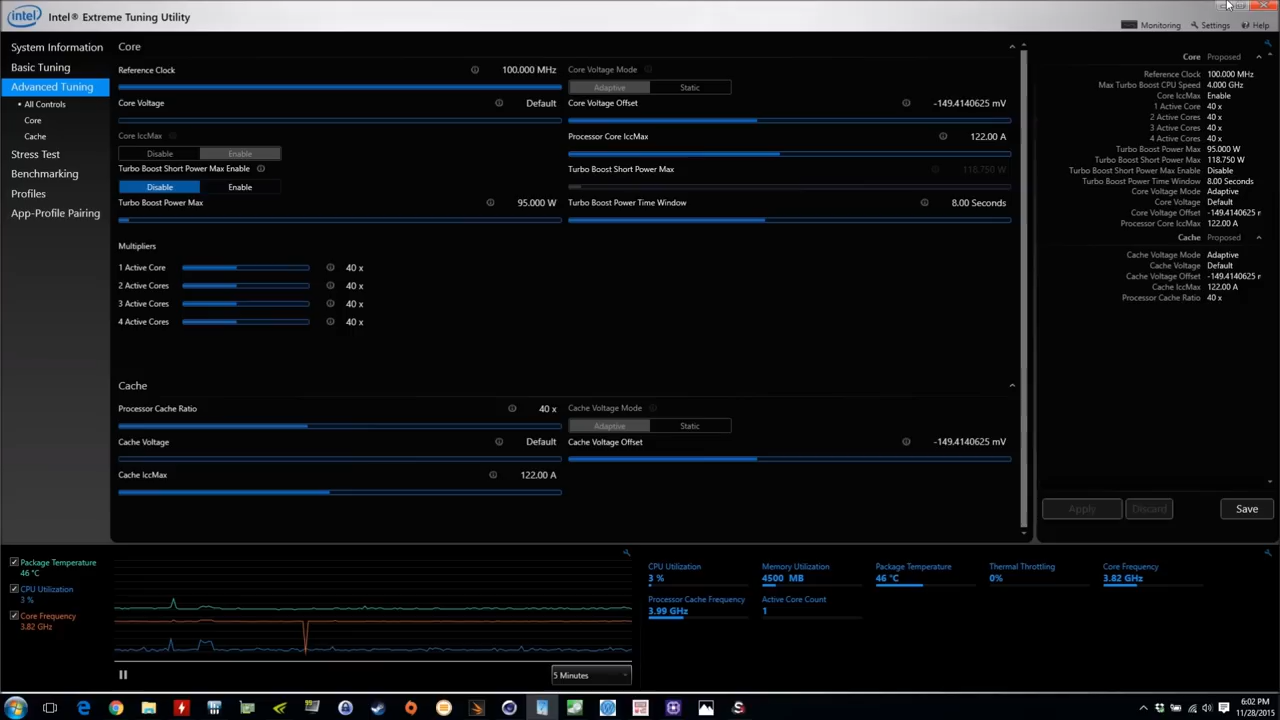 intel
Intel® Extreme Tuning Utility
Monitoring
Settings
Help
System Information
Basic Tuning
Advanced Tuning
• All Controls
Core
Cache
Stress Test
Benchmarking
Profiles
App-Profile Pairing
Core
Reference Clock
100.000 MHz
Core Voltage Mode
Adaptive
Static
Core Voltage
Default
Core Voltage Offset
-149.4140625 mV
Core IccMax
Disable
Enable
Processor Core IccMax
122.00 A
Turbo Boost Short Power Max Enable
Disable
Enable
Turbo Boost Short Power Max
118.750 W
Turbo Boost Power Max
95.000 W
Turbo Boost Power Time Window
8.00 Seconds
Multipliers
1 Active Core
40 x
2 Active Cores
40 x
3 Active Cores
40 x
4 Active Cores
40 x
Cache
Processor Cache Ratio
40 x
Cache Voltage Mode
Adaptive
Static
Cache Voltage
Default
Cache Voltage Offset
-149.4140625 mV
Cache IccMax
122.00 A
Core Proposed
Reference Clock 100.000 MHz
Max Turbo Boost CPU Speed 4.000 GHz
Core IccMax Enable
1 Active Core 40 x
2 Active Cores 40 x
3 Active Cores 40 x
4 Active Cores 40 x
Turbo Boost Power Max 95.000 W
Turbo Boost Short Power Max 118.750 W
Turbo Boost Short Power Max Enable Disable
Turbo Boost Power Time Window 8.00 Seconds
Core Voltage Mode Adaptive
Core Voltage Default
Core Voltage Offset -149.4140625 r
Processor Core IccMax 122.00 A
Cache Proposed
Cache Voltage Mode Adaptive
Cache Voltage Default
Cache Voltage Offset -149.4140625 r
Cache IccMax 122.00 A
Processor Cache Ratio 40 x
Apply
Discard
Save
Package Temperature
46 °C
CPU Utilization
3 %
Core Frequency
3.82 GHz
5 Minutes
CPU Utilization
3 %
Memory Utilization
4500 MB
Package Temperature
46 °C
Thermal Throttling
0%
Core Frequency
3.82 GHz
Processor Cache Frequency
3.99 GHz
Active Core Count
1
6:02 PM
11/28/2015